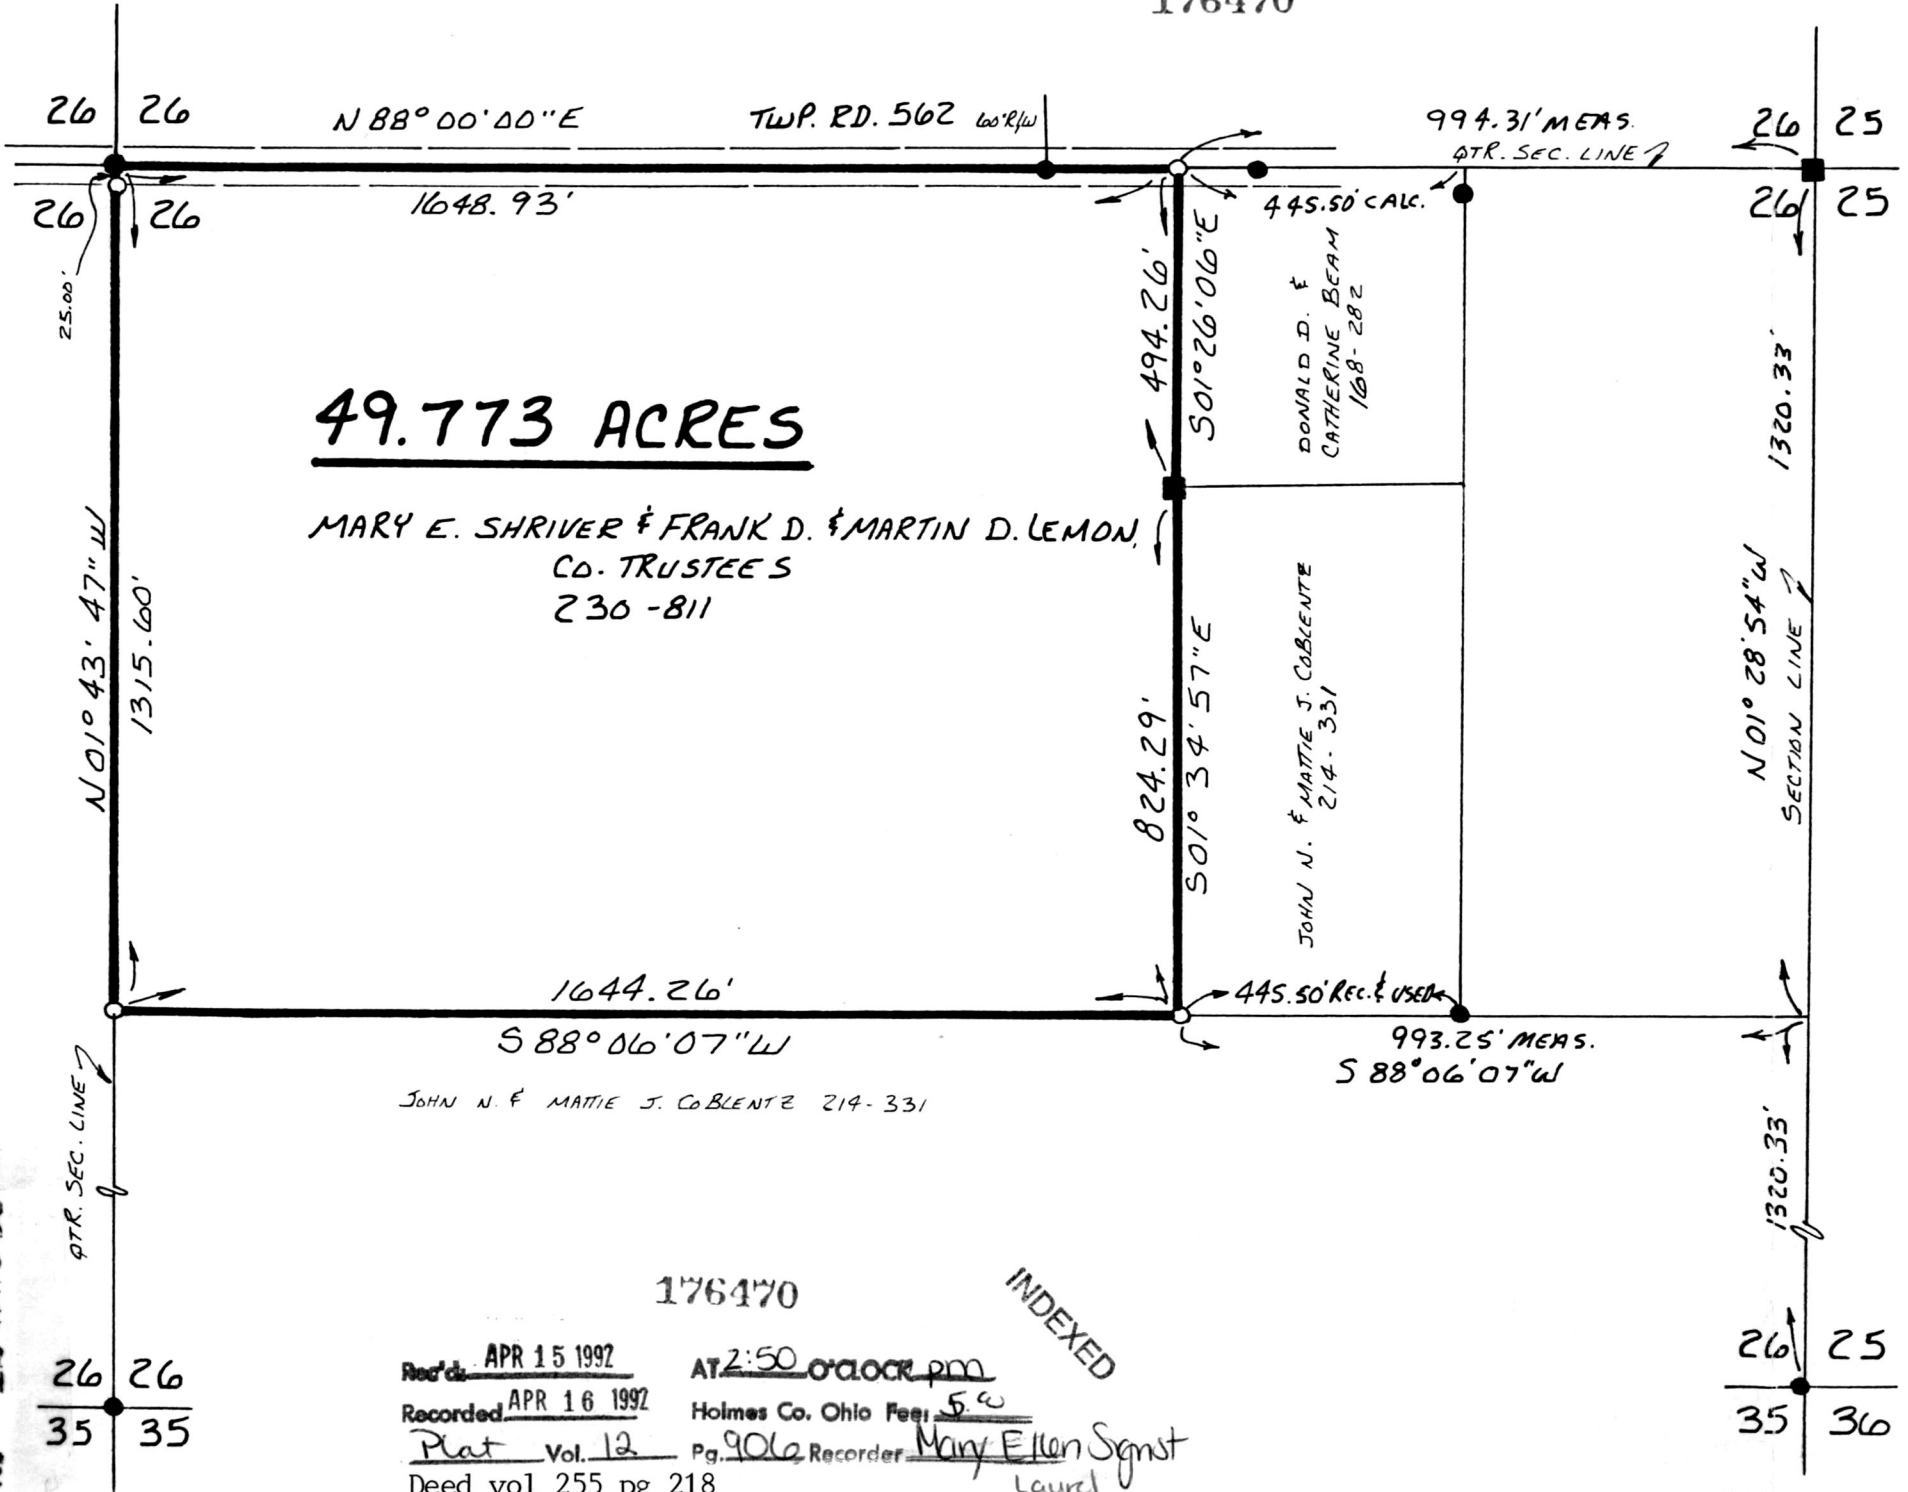 176470
26 26
N 88° 00' 00" E
TWP. RD. 562 60' R/W
994.31' MEAS.
QTR. SEC. LINE
26 25
26 26
1648.93'
445.50' CALC.
26 25
25.00'
494.26'
S 01° 26' 06" E
DONALD D. &
CATHERINE BEAM
168-282
1320.33'
49.773 ACRES
MARY E. SHRIVER & FRANK D. & MARTIN D. LEMON,
CO. TRUSTEES
230-811
N 01° 43' 47" W
1315.60'
824.29'
S 01° 34' 57" E
JOHN N. & MATTIE J. COBLENTZ
214-331
N 01° 28' 54" W
SECTION LINE
1644.26'
S 88° 06' 07" W
445.50' REC. & USED
993.25' MEAS.
S 88° 06' 07" W
JOHN N. & MATTIE J. COBLENTZ 214-331
QTR. SEC. LINE
1320.33'
176470
INDEXED
Rec'd. APR 15 1992 AT 2:50 O'CLOCK pm
Recorded APR 16 1992 Holmes Co. Ohio Fee: 5.00
Plat Vol. 12 Pg. 906 Recorder Mary Ellen
Deed vol 255 pg 218
Laurel
26 26
35 35
26 25
35 36